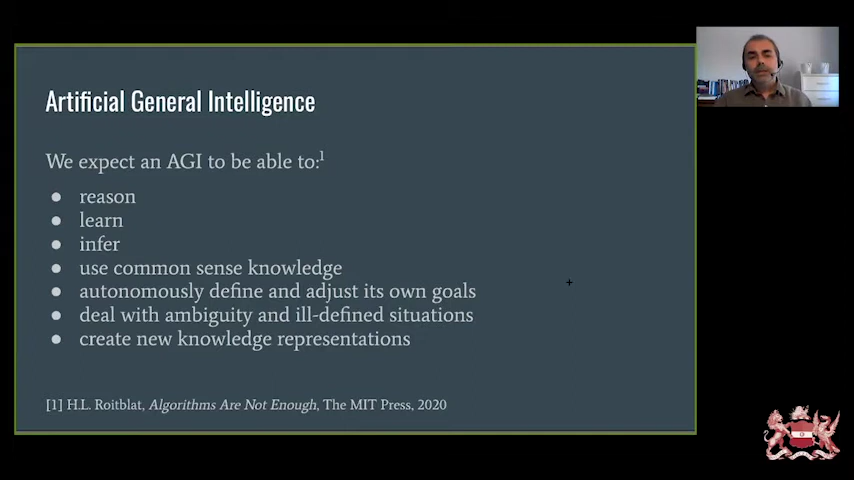 Artificial General Intelligence
We expect an AGI to be able to:1
● reason
● learn
● infer
● use common sense knowledge
● autonomously define and adjust its own goals
● deal with ambiguity and ill-defined situations
● create new knowledge representations
[1] H.L. Roitblat, Algorithms Are Not Enough, The MIT Press, 2020